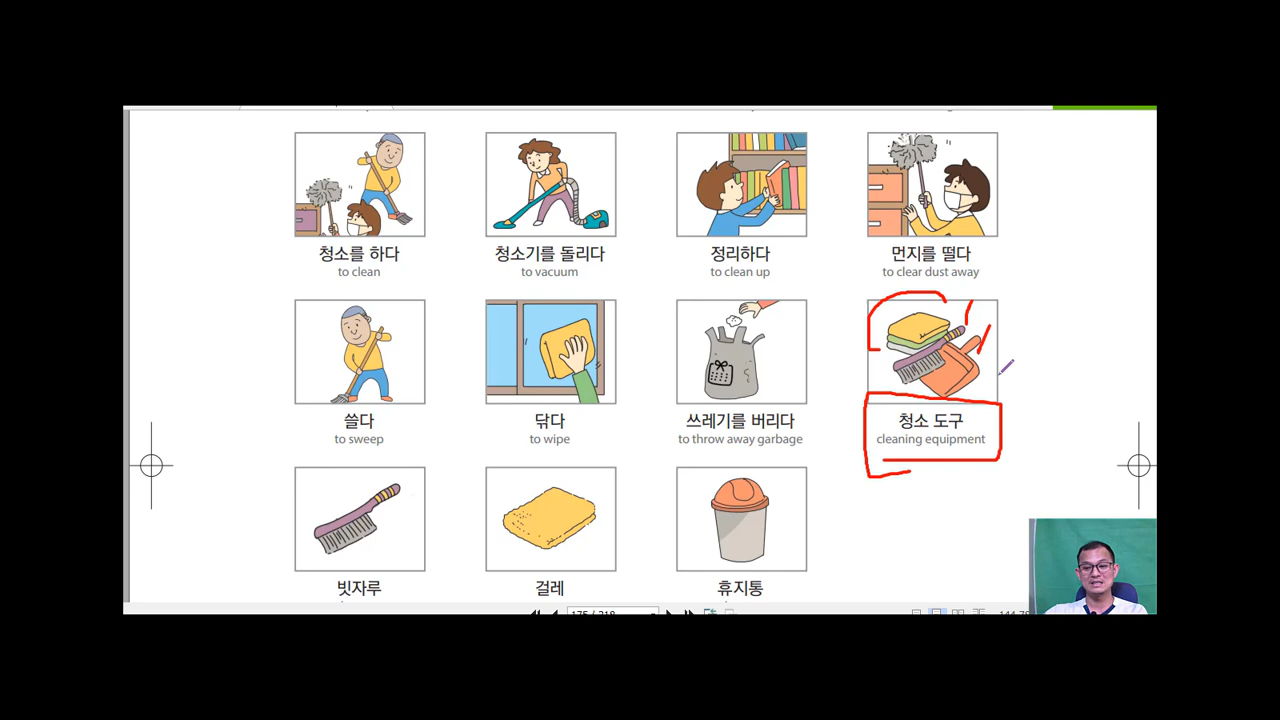 청소를 하다
to clean
청소기를 돌리다
to vacuum
정리하다
to clean up
먼지를 떨다
to clear dust away
쓸다
to sweep
닦다
to wipe
쓰레기를 버리다
to throw away garbage
청소 도구
cleaning equipment
빗자루
걸레
휴지통
175 / 218